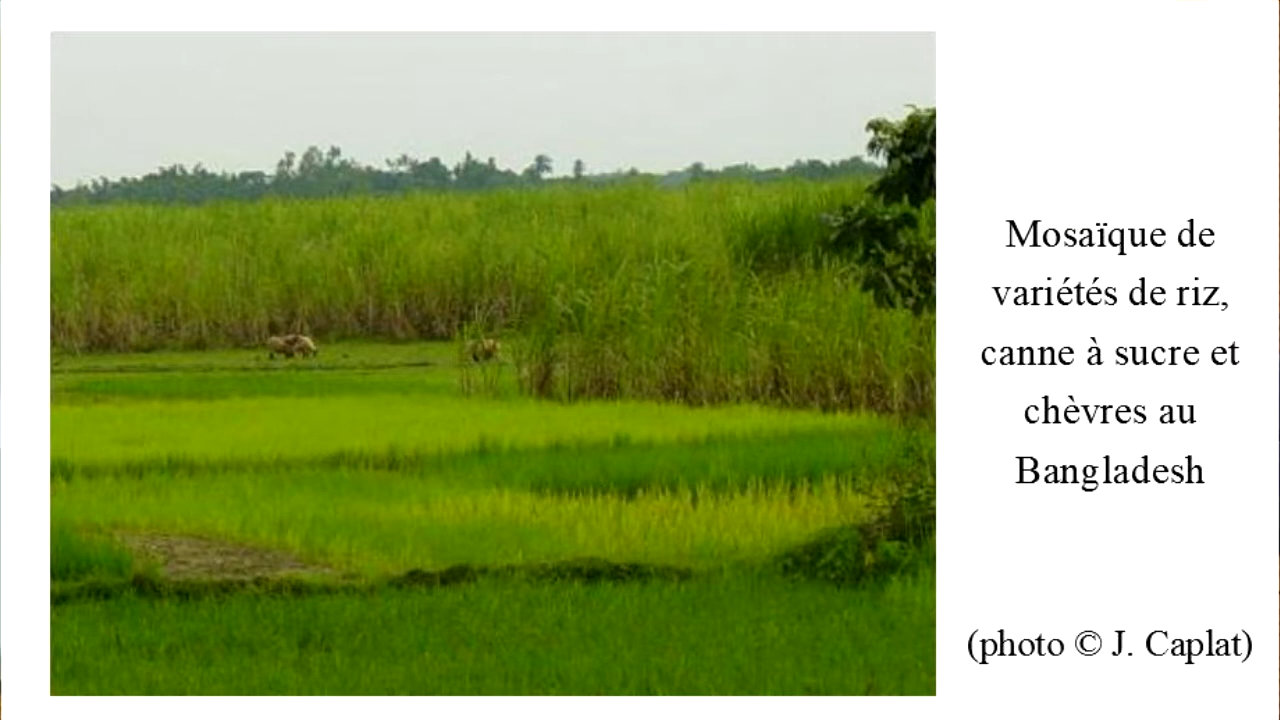 Mosaïque de
variétés de riz,
canne à sucre et
chèvres au
Bangladesh
(photo © J. Caplat)